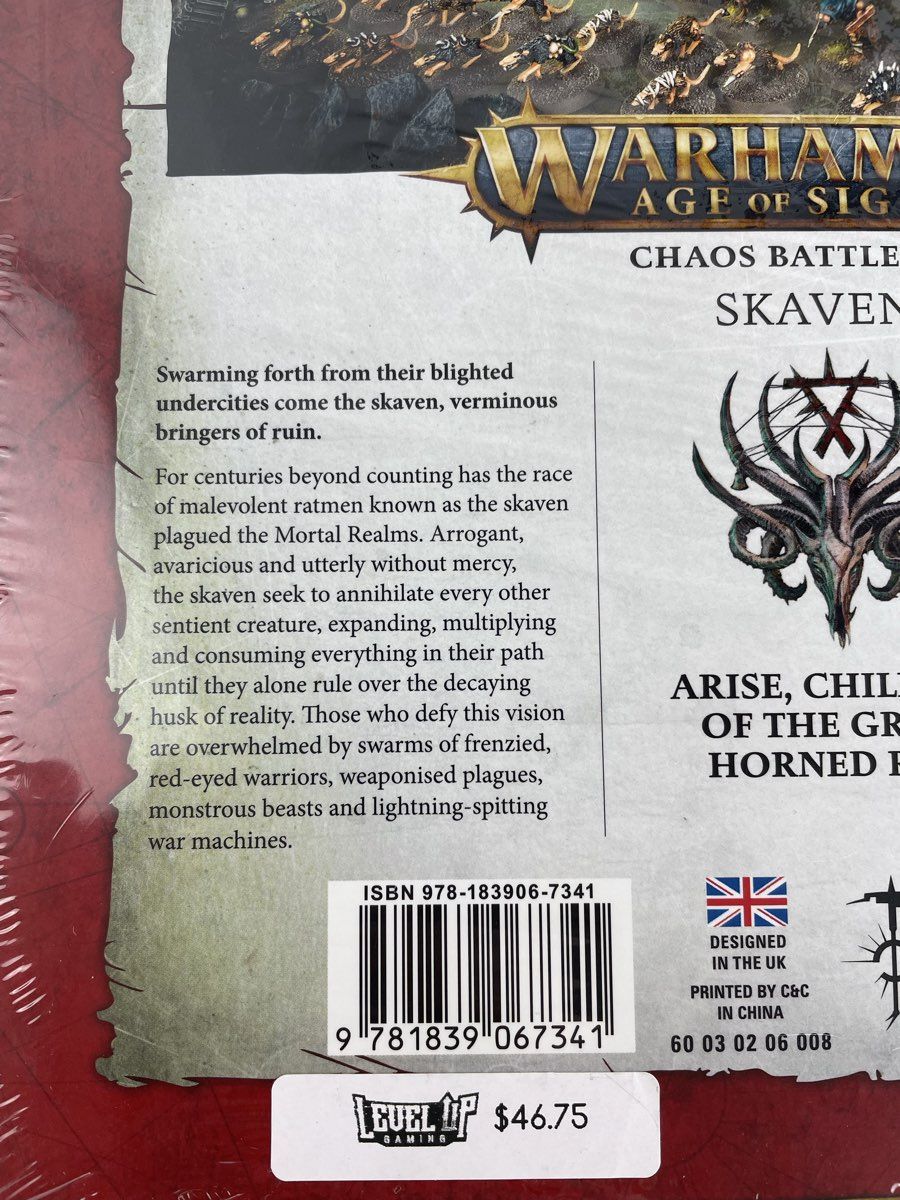 WARHAM
AGE OF SIG
CHAOS BATTLE
SKAVEN
Swarming forth from their blighted
undercities come the skaven, verminous
bringers of ruin.
For centuries beyond counting has the race
of malevolent ratmen known as the skaven
plagued the Mortal Realms. Arrogant,
avaricious and utterly without mercy,
the skaven seek to annihilate every other
sentient creature, expanding, multiplying
and consuming everything in their path
until they alone rule over the decaying
husk of reality. Those who defy this vision
are overwhelmed by swarms of frenzied,
red-eyed warriors, weaponised plagues,
monstrous beasts and lightning-spitting
war machines.
ARISE, CHIL
OF THE GR
HORNED
ISBN 978-183906-7341
9 781839 067341
DESIGNED
IN THE UK
PRINTED BY C&C
IN CHINA
60 03 02 06 008
LEVEL UP
GAMING
$46.75